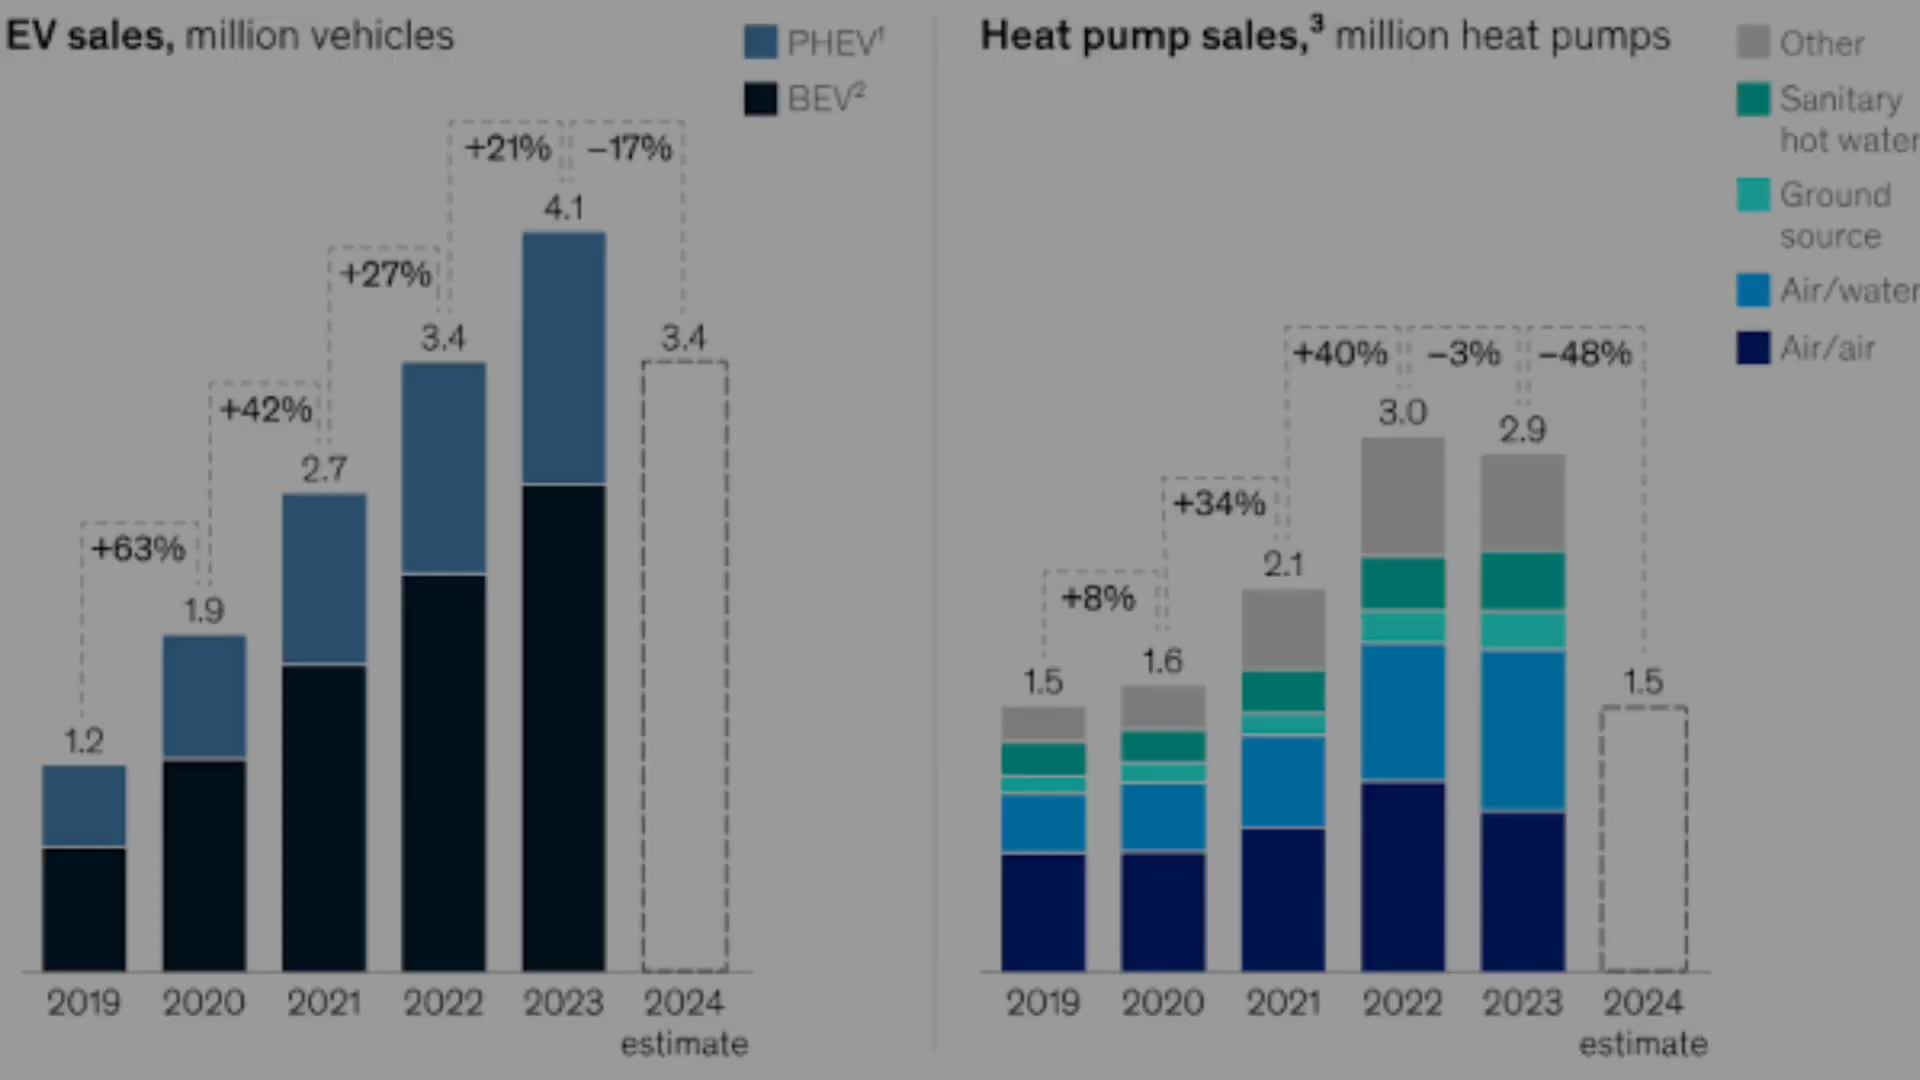 EV sales, million vehicles
PHEV¹
BEV²
+21% −17%
4.1
+27%
3.4
3.4
+42%
2.7
+63%
1.9
1.2
2019 2020 2021 2022 2023 2024
estimate
Heat pump sales,³ million heat pumps
Other
Sanitary
hot water
Ground
source
Air/water
Air/air
+40% −3% −48%
3.0
2.9
+34%
2.1
+8%
1.6
1.5
1.5
2019 2020 2021 2022 2023 2024
estimate